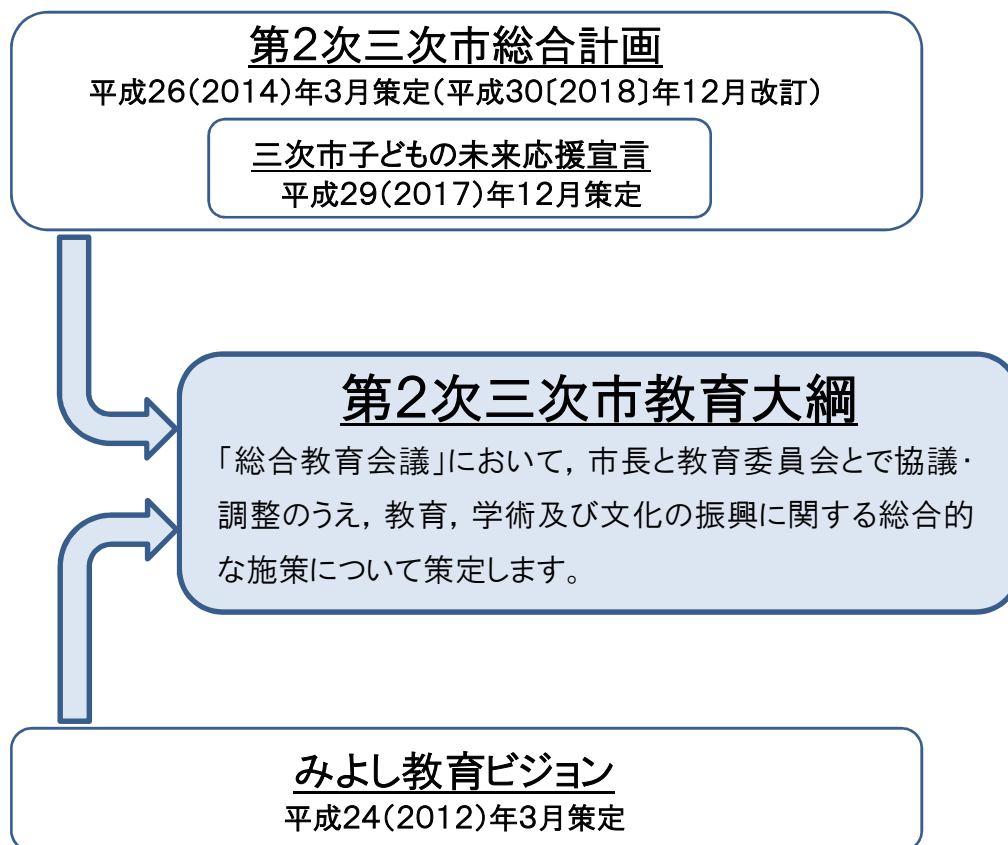 第2次三次市総合計画
平成26(2014)年3月策定(平成30〔2018〕年12月改訂)
三次市子どもの未来応援宣言
平成29(2017)年12月策定
第2次三次市教育大綱
「総合教育会議」において,市長と教育委員会とで協議・
調整のうえ,教育,学術及び文化の振興に関する総合的
な施策について策定します。
みよし教育ビジョン
平成24(2012)年3月策定